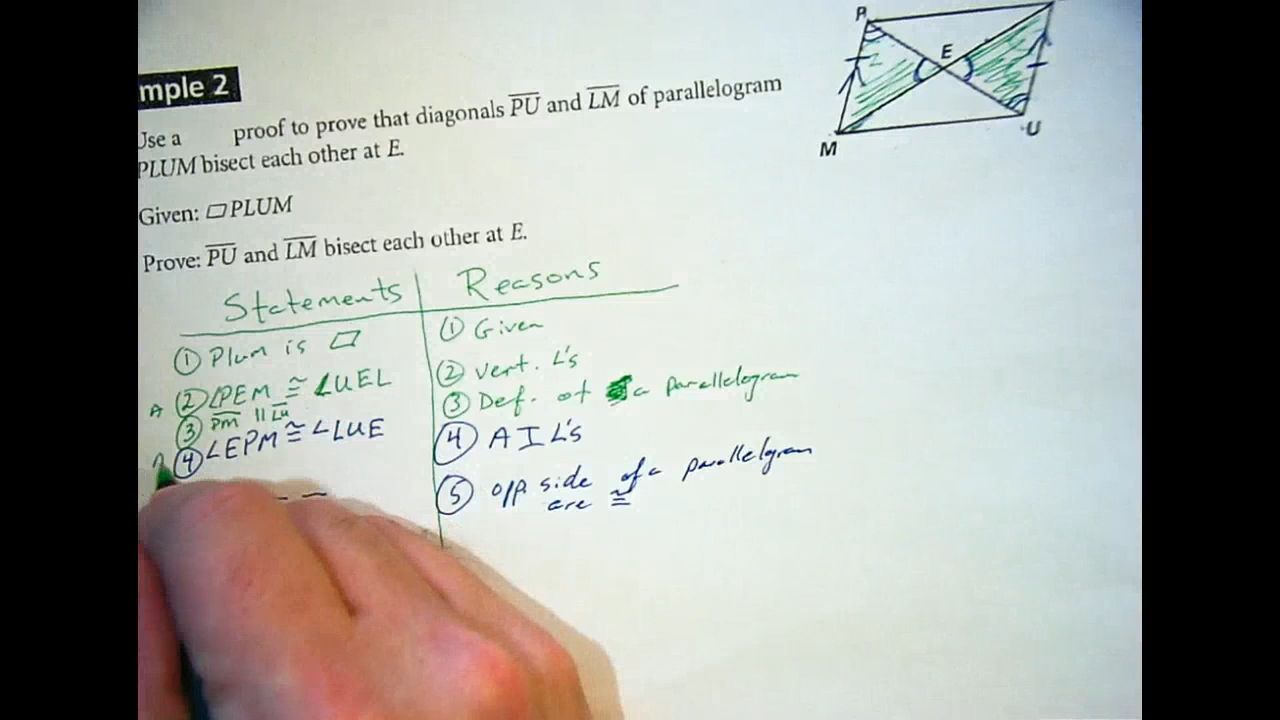 P
E
M
U
mple 2
Use a proof to prove that diagonals PU and LM of parallelogram
PLUM bisect each other at E.
Given: ▱PLUM
Prove: PU and LM bisect each other at E.
Statements Reasons
① Plum is ▱ ① Given
A ② ∠PEM ≅ ∠UEL ② Vert. ∠'s
③ PM || LU ③ Def. of a parallelogram
A ④ ∠EPM ≅ ∠LUE ④ AI ∠'s
⑤ opp. side of a parallelogram
are ≅